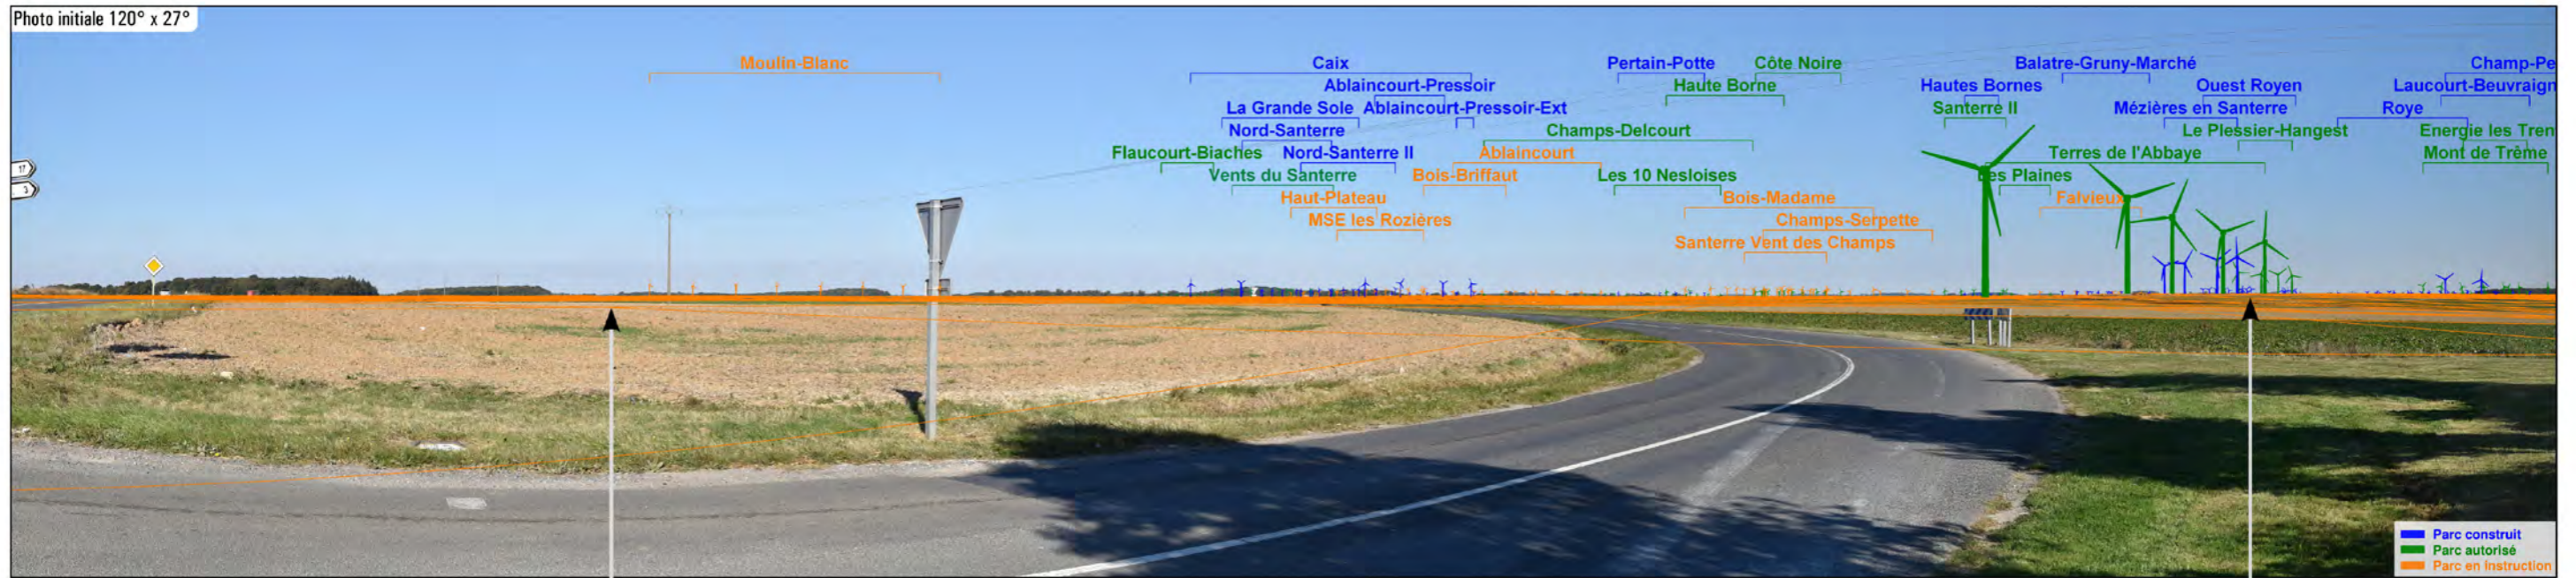 Photo initiale 120° x 27°
Moulin-Blanc
Caix
Pertain-Potte
Côte Noire
Balatre-Gruny-Marché
Champ-Pe
Ablaincourt-Pressoir
Haute Borne
Hautes Bornes
Ouest Royen
Laucourt-Beuvraign
La Grande Sole
Ablaincourt-Pressoir-Ext
Santerre II
Mézières en Santerre
Roye
Nord-Santerre
Champs-Delcourt
Le Plessier-Hangest
Energie les Tren
Flaucourt-Biaches
Nord-Santerre II
Ablaincourt
Terres de l'Abbaye
Mont de Trême
Vents du Santerre
Bois-Briffaut
Les 10 Nesloises
Les Plaines
Haut-Plateau
Bois-Madame
Falvieux
MSE les Rozières
Champs-Serpette
Santerre Vent des Champs
17
3
Parc construit
Parc autorisé
Parc en instruction